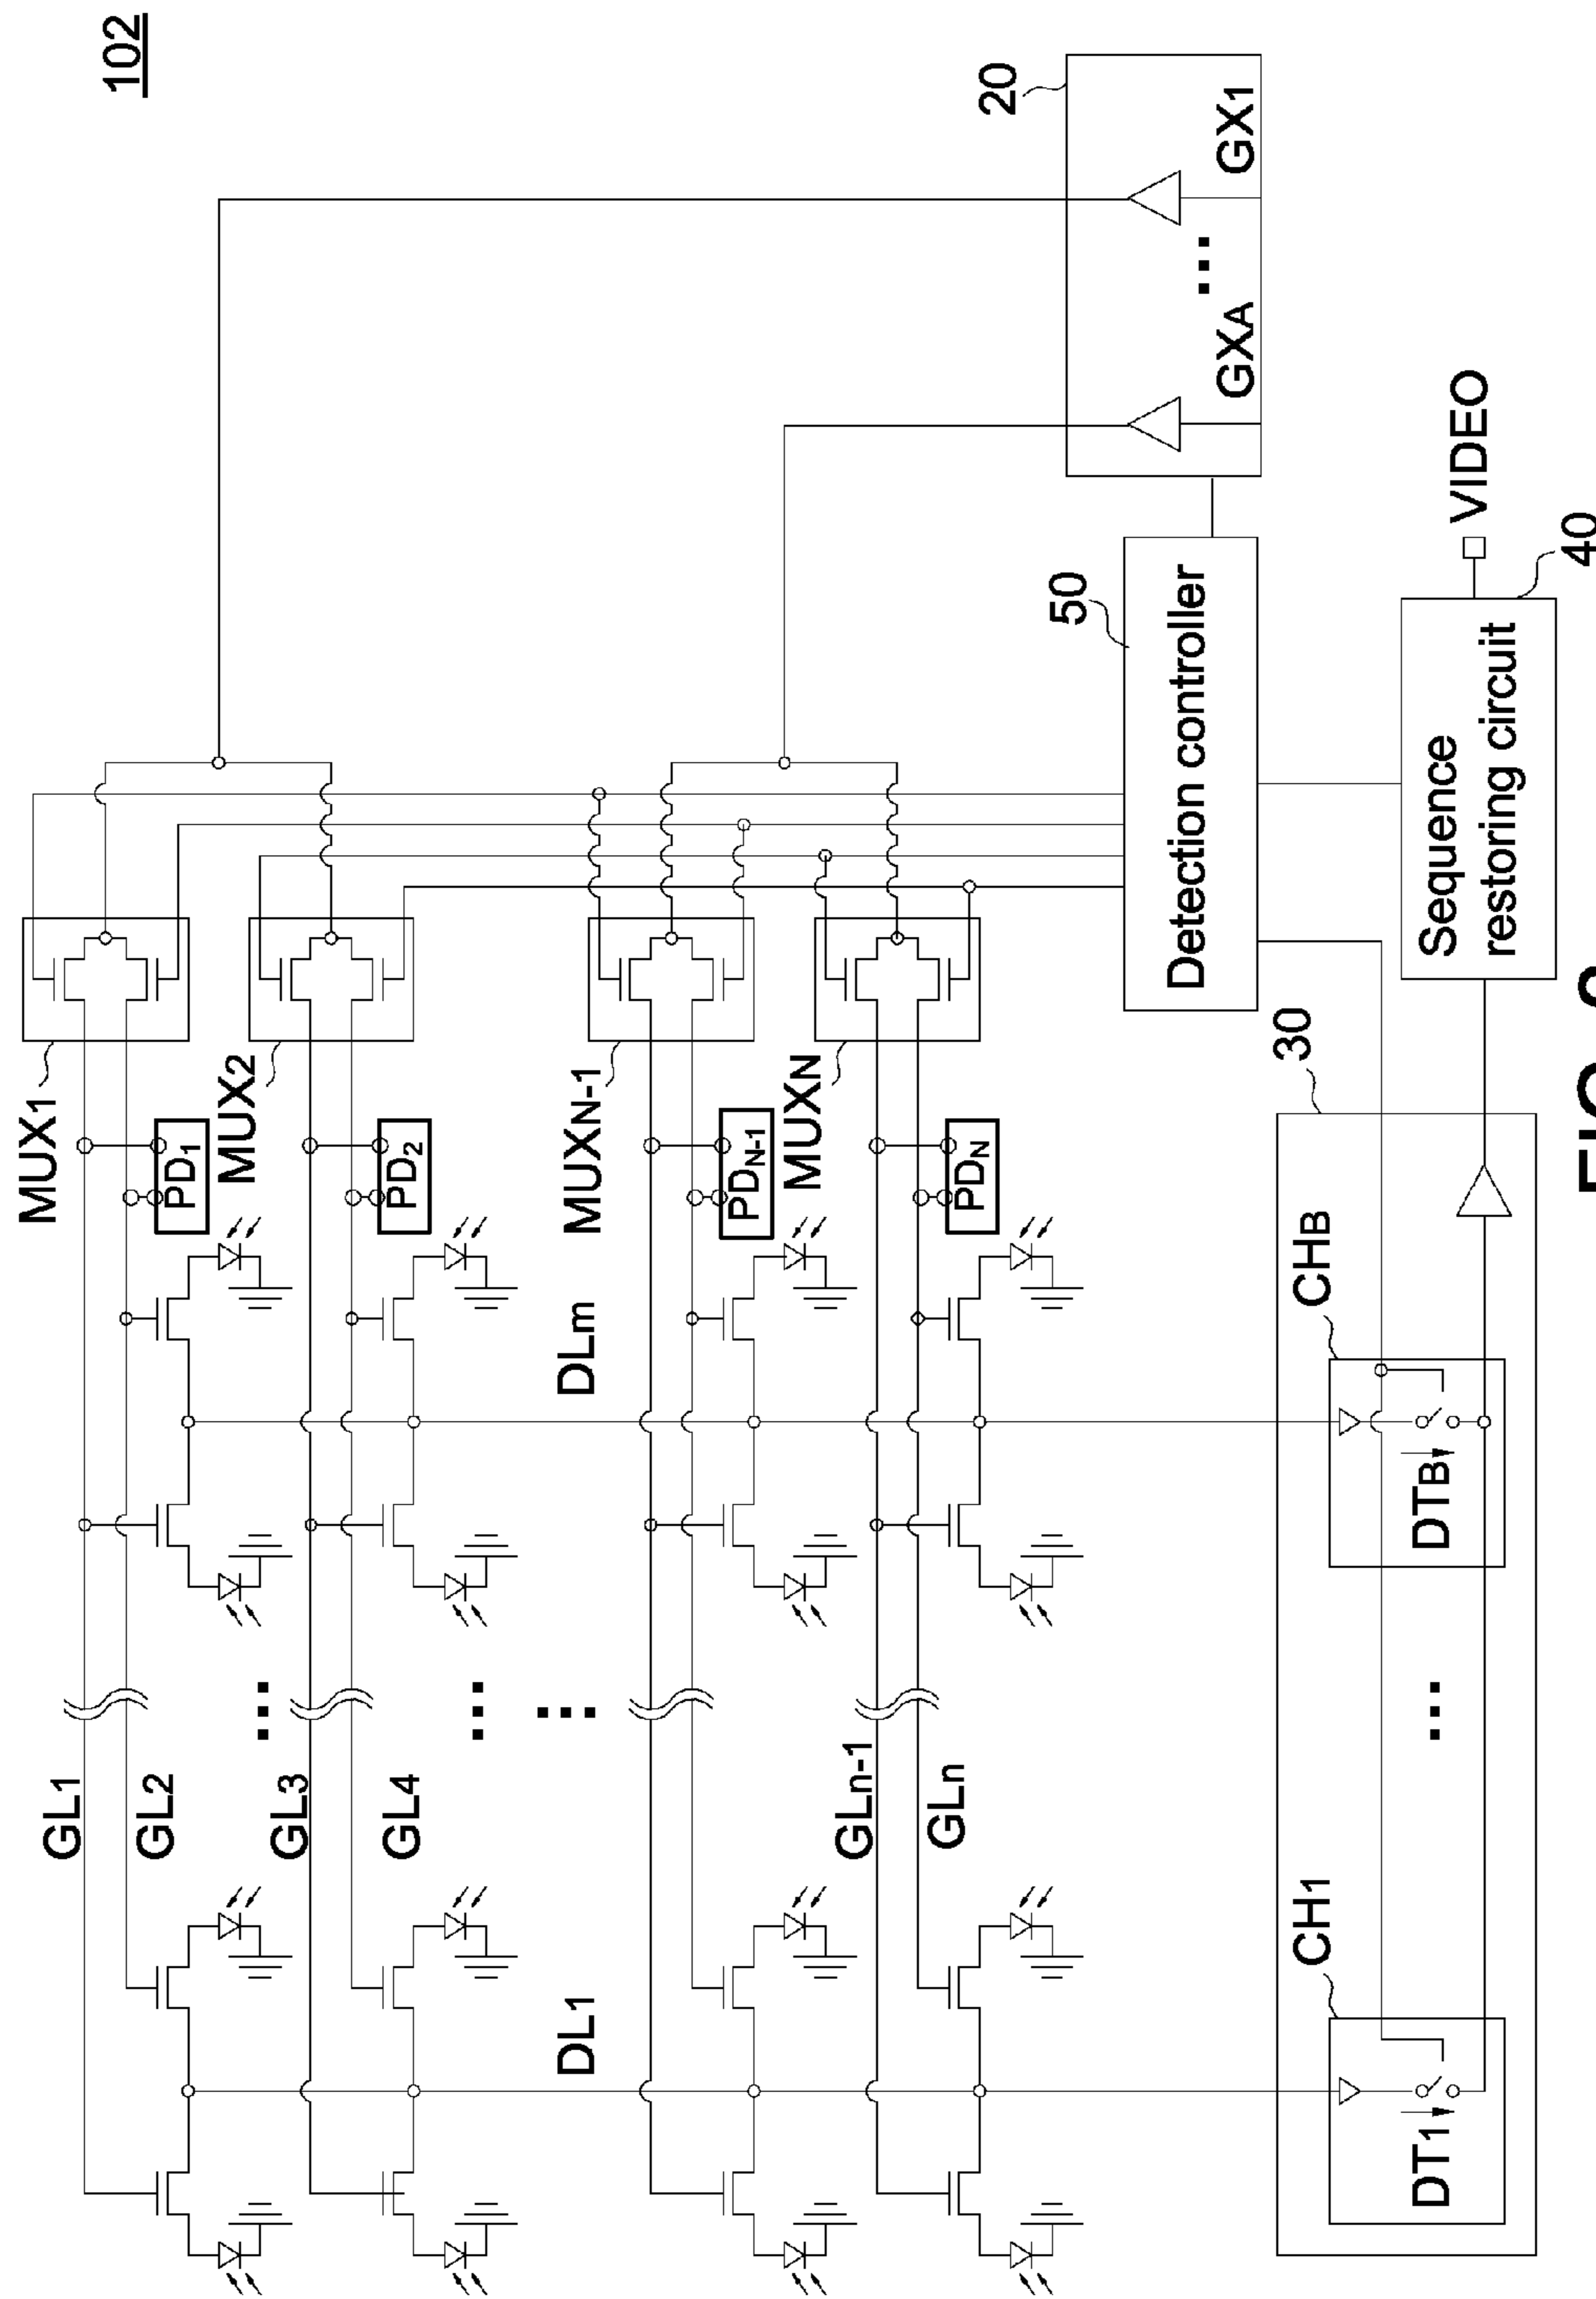 102
MUX1
MUX2
MUXN-1
MUXN
PD1
PD2
PDN-1
PDN
GL1
GL2
GL3
GL4
GLn-1
GLn
DL1
DLm
20
GXA
...
GX1
50
Detection controller
VIDEO
40
Sequence
restoring circuit
30
CH1
DT1
...
CHB
DTB